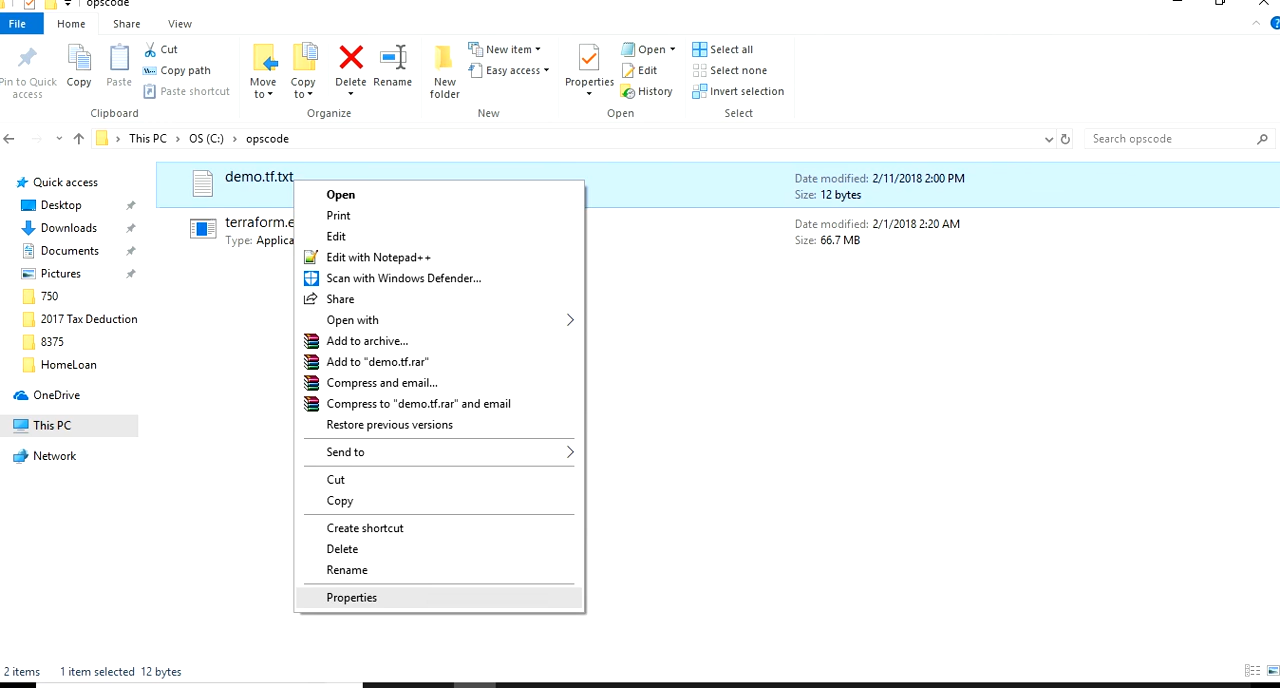 opscode
File Home Share View
Pin to Quick access
Copy
Paste
Cut
Copy path
Paste shortcut
Clipboard
Move to
Copy to
Delete
Rename
Organize
New folder
New item
Easy access
New
Properties
Open
Edit
History
Open
Select all
Select none
Invert selection
Select
This PC > OS (C:) > opscode
Search opscode
Quick access
Desktop
Downloads
Documents
Pictures
750
2017 Tax Deduction
8375
HomeLoan
OneDrive
This PC
Network
demo.tf.txt
Date modified: 2/11/2018 2:00 PM
Size: 12 bytes
terraform.e
Type: Applica
Date modified: 2/1/2018 2:20 AM
Size: 66.7 MB
Open
Print
Edit
Edit with Notepad++
Scan with Windows Defender...
Share
Open with
Add to archive...
Add to "demo.tf.rar"
Compress and email...
Compress to "demo.tf.rar" and email
Restore previous versions
Send to
Cut
Copy
Create shortcut
Delete
Rename
Properties
2 items 1 item selected 12 bytes